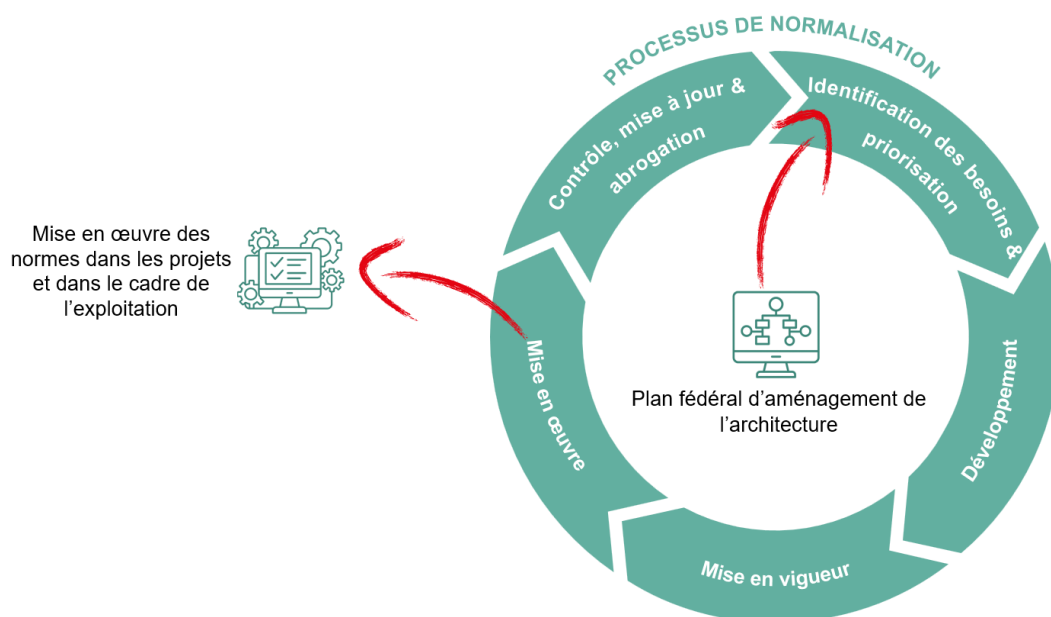 PROCESSUS DE NORMALISATION
Identification des besoins &
priorisation
Contrôle, mise à jour &
abrogation
Mise en œuvre des
normes dans les projets
et dans le cadre de
l’exploitation
Développement
Mise en œuvre
Plan fédéral d’aménagement de
l’architecture
Mise en vigueur